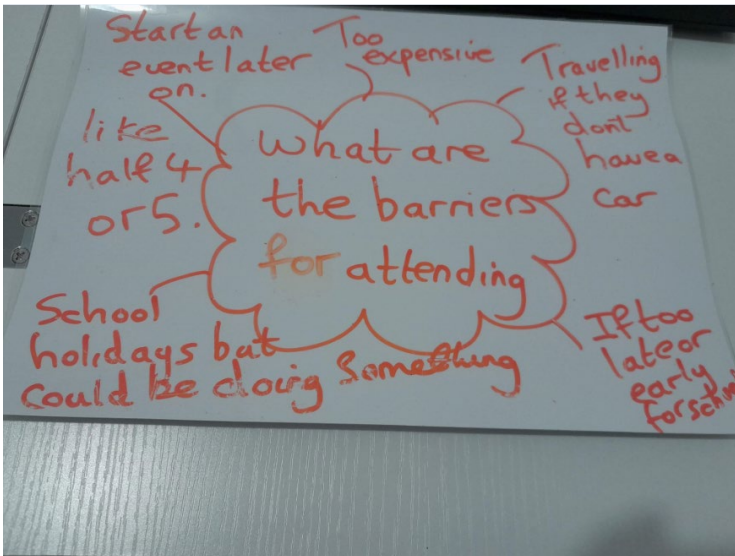 What are
the barriers
for attending
Start an
event later
on.
like
half 4
or 5.
Too
expensive
Travelling
if they
don't
have a
car
If too
late or
early
for school
School
holidays but
could be doing something